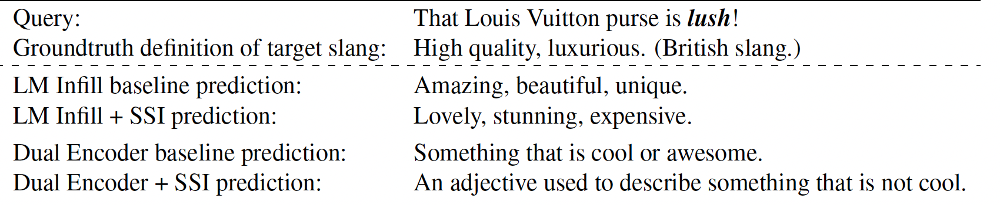 Query: That Louis Vuitton purse is lush!
Groundtruth definition of target slang: High quality, luxurious. (British slang.)
LM Infill baseline prediction: Amazing, beautiful, unique.
LM Infill + SSI prediction: Lovely, stunning, expensive.
Dual Encoder baseline prediction: Something that is cool or awesome.
Dual Encoder + SSI prediction: An adjective used to describe something that is not cool.